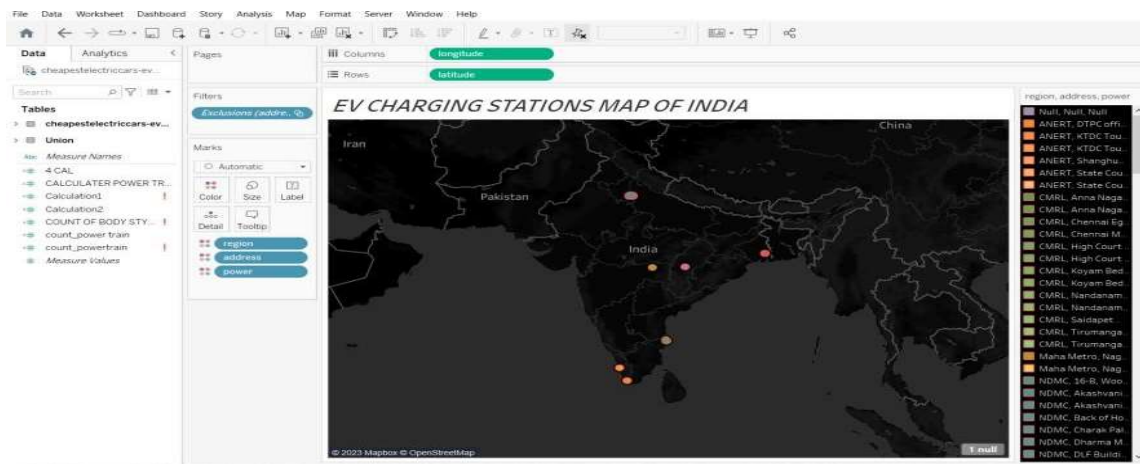 File Data Worksheet Dashboard Story Analysis Map Format Server Window Help
Data Analytics
cheapestelectriccars-ev...
Search
Tables
cheapestelectriccars-ev...
Union
Abc Measure Names
4 CAL
CALCULATER POWER TR...
Calculation1 !
Calculation2
COUNT OF BODY STY... !
count_power train
count_powertrain !
Measure Values
Pages
Filters
Exclusions (addre..
Marks
Automatic
Color Size Label
Detail Tooltip
region
address
power
Columns longitude
Rows latitude
EV CHARGING STATIONS MAP OF INDIA
Iran
China
Pakistan
India
© 2023 Mapbox © OpenStreetMap
1 null
region, address, power
Null, Null, Null
ANERT, DTPC offi..
ANERT, KTDC Tou..
ANERT, KTDC Tou..
ANERT, Shanghu..
ANERT, State Cou..
ANERT, State Cou..
CMRL, Anna Naga..
CMRL, Anna Naga..
CMRL, Chennai Eg..
CMRL, Chennai M..
CMRL, High Court ..
CMRL, High Court ..
CMRL, Koyam Bed..
CMRL, Koyam Bed..
CMRL, Nandanam..
CMRL, Nandanam..
CMRL, Saidapet ..
CMRL, Tirumanga..
CMRL, Tirumanga..
Maha Metro, Nag..
Maha Metro, Nag..
NDMC, 16-B, Woo..
NDMC, Akashvani..
NDMC, Akashvani..
NDMC, Back of Ho..
NDMC, Charak Pal..
NDMC, Dharma M..
NDMC, DLF Buildi..